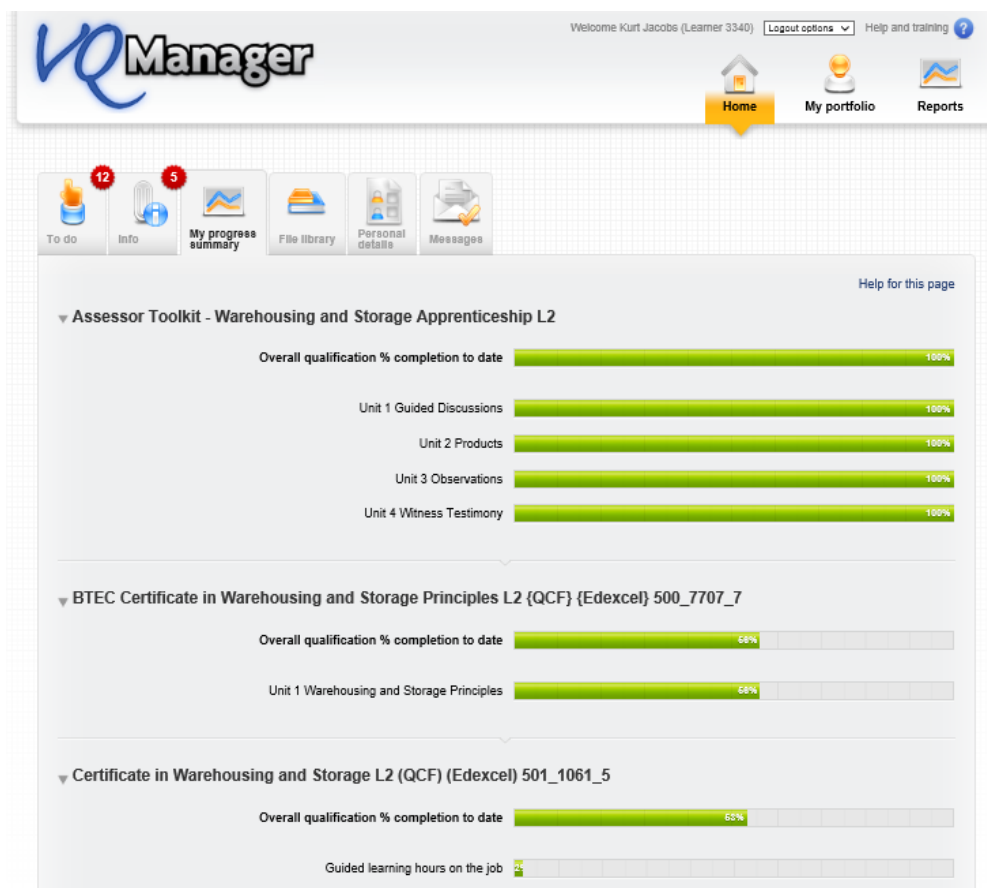 VQManager
Welcome Kurt Jacobs (Learner 3340) Logout options Help and training ?
Home My portfolio Reports
12 5
To do Info My progress summary File library Personal details Messages
Help for this page
Assessor Toolkit - Warehousing and Storage Apprenticeship L2
Overall qualification % completion to date 100%
Unit 1 Guided Discussions 100%
Unit 2 Products 100%
Unit 3 Observations 100%
Unit 4 Witness Testimony 100%
BTEC Certificate in Warehousing and Storage Principles L2 {QCF} {Edexcel} 500_7707_7
Overall qualification % completion to date
Unit 1 Warehousing and Storage Principles
Certificate in Warehousing and Storage L2 (QCF) (Edexcel) 501_1061_5
Overall qualification % completion to date
Guided learning hours on the job